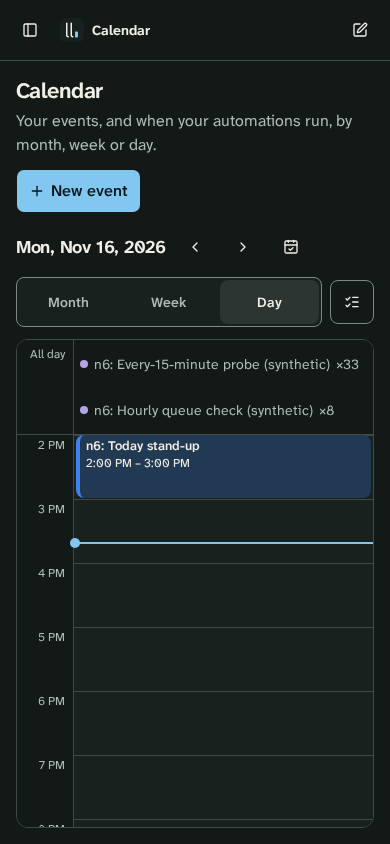 Calendar
Calendar
Your events, and when your automations run, by
month, week or day.
+ New event
Mon, Nov 16, 2026
Month Week Day
All day
n6: Every-15-minute probe (synthetic) ×33
n6: Hourly queue check (synthetic) ×8
2 PM
n6: Today stand-up
2:00 PM – 3:00 PM
3 PM
4 PM
5 PM
6 PM
7 PM